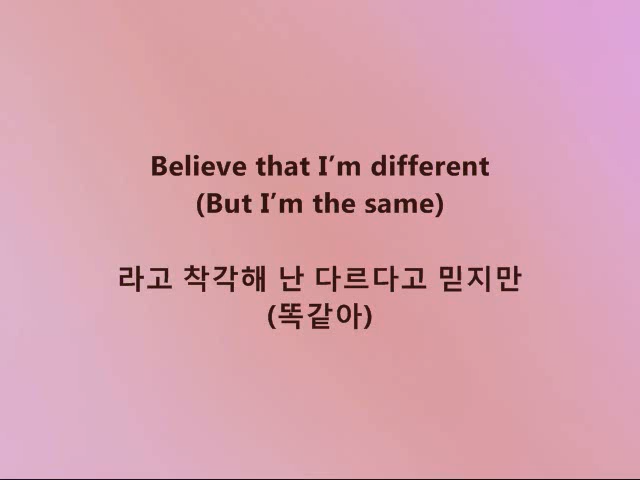 Believe that I’m different
(But I’m the same)
라고 착각해 난 다르다고 믿지만
(똑같아)